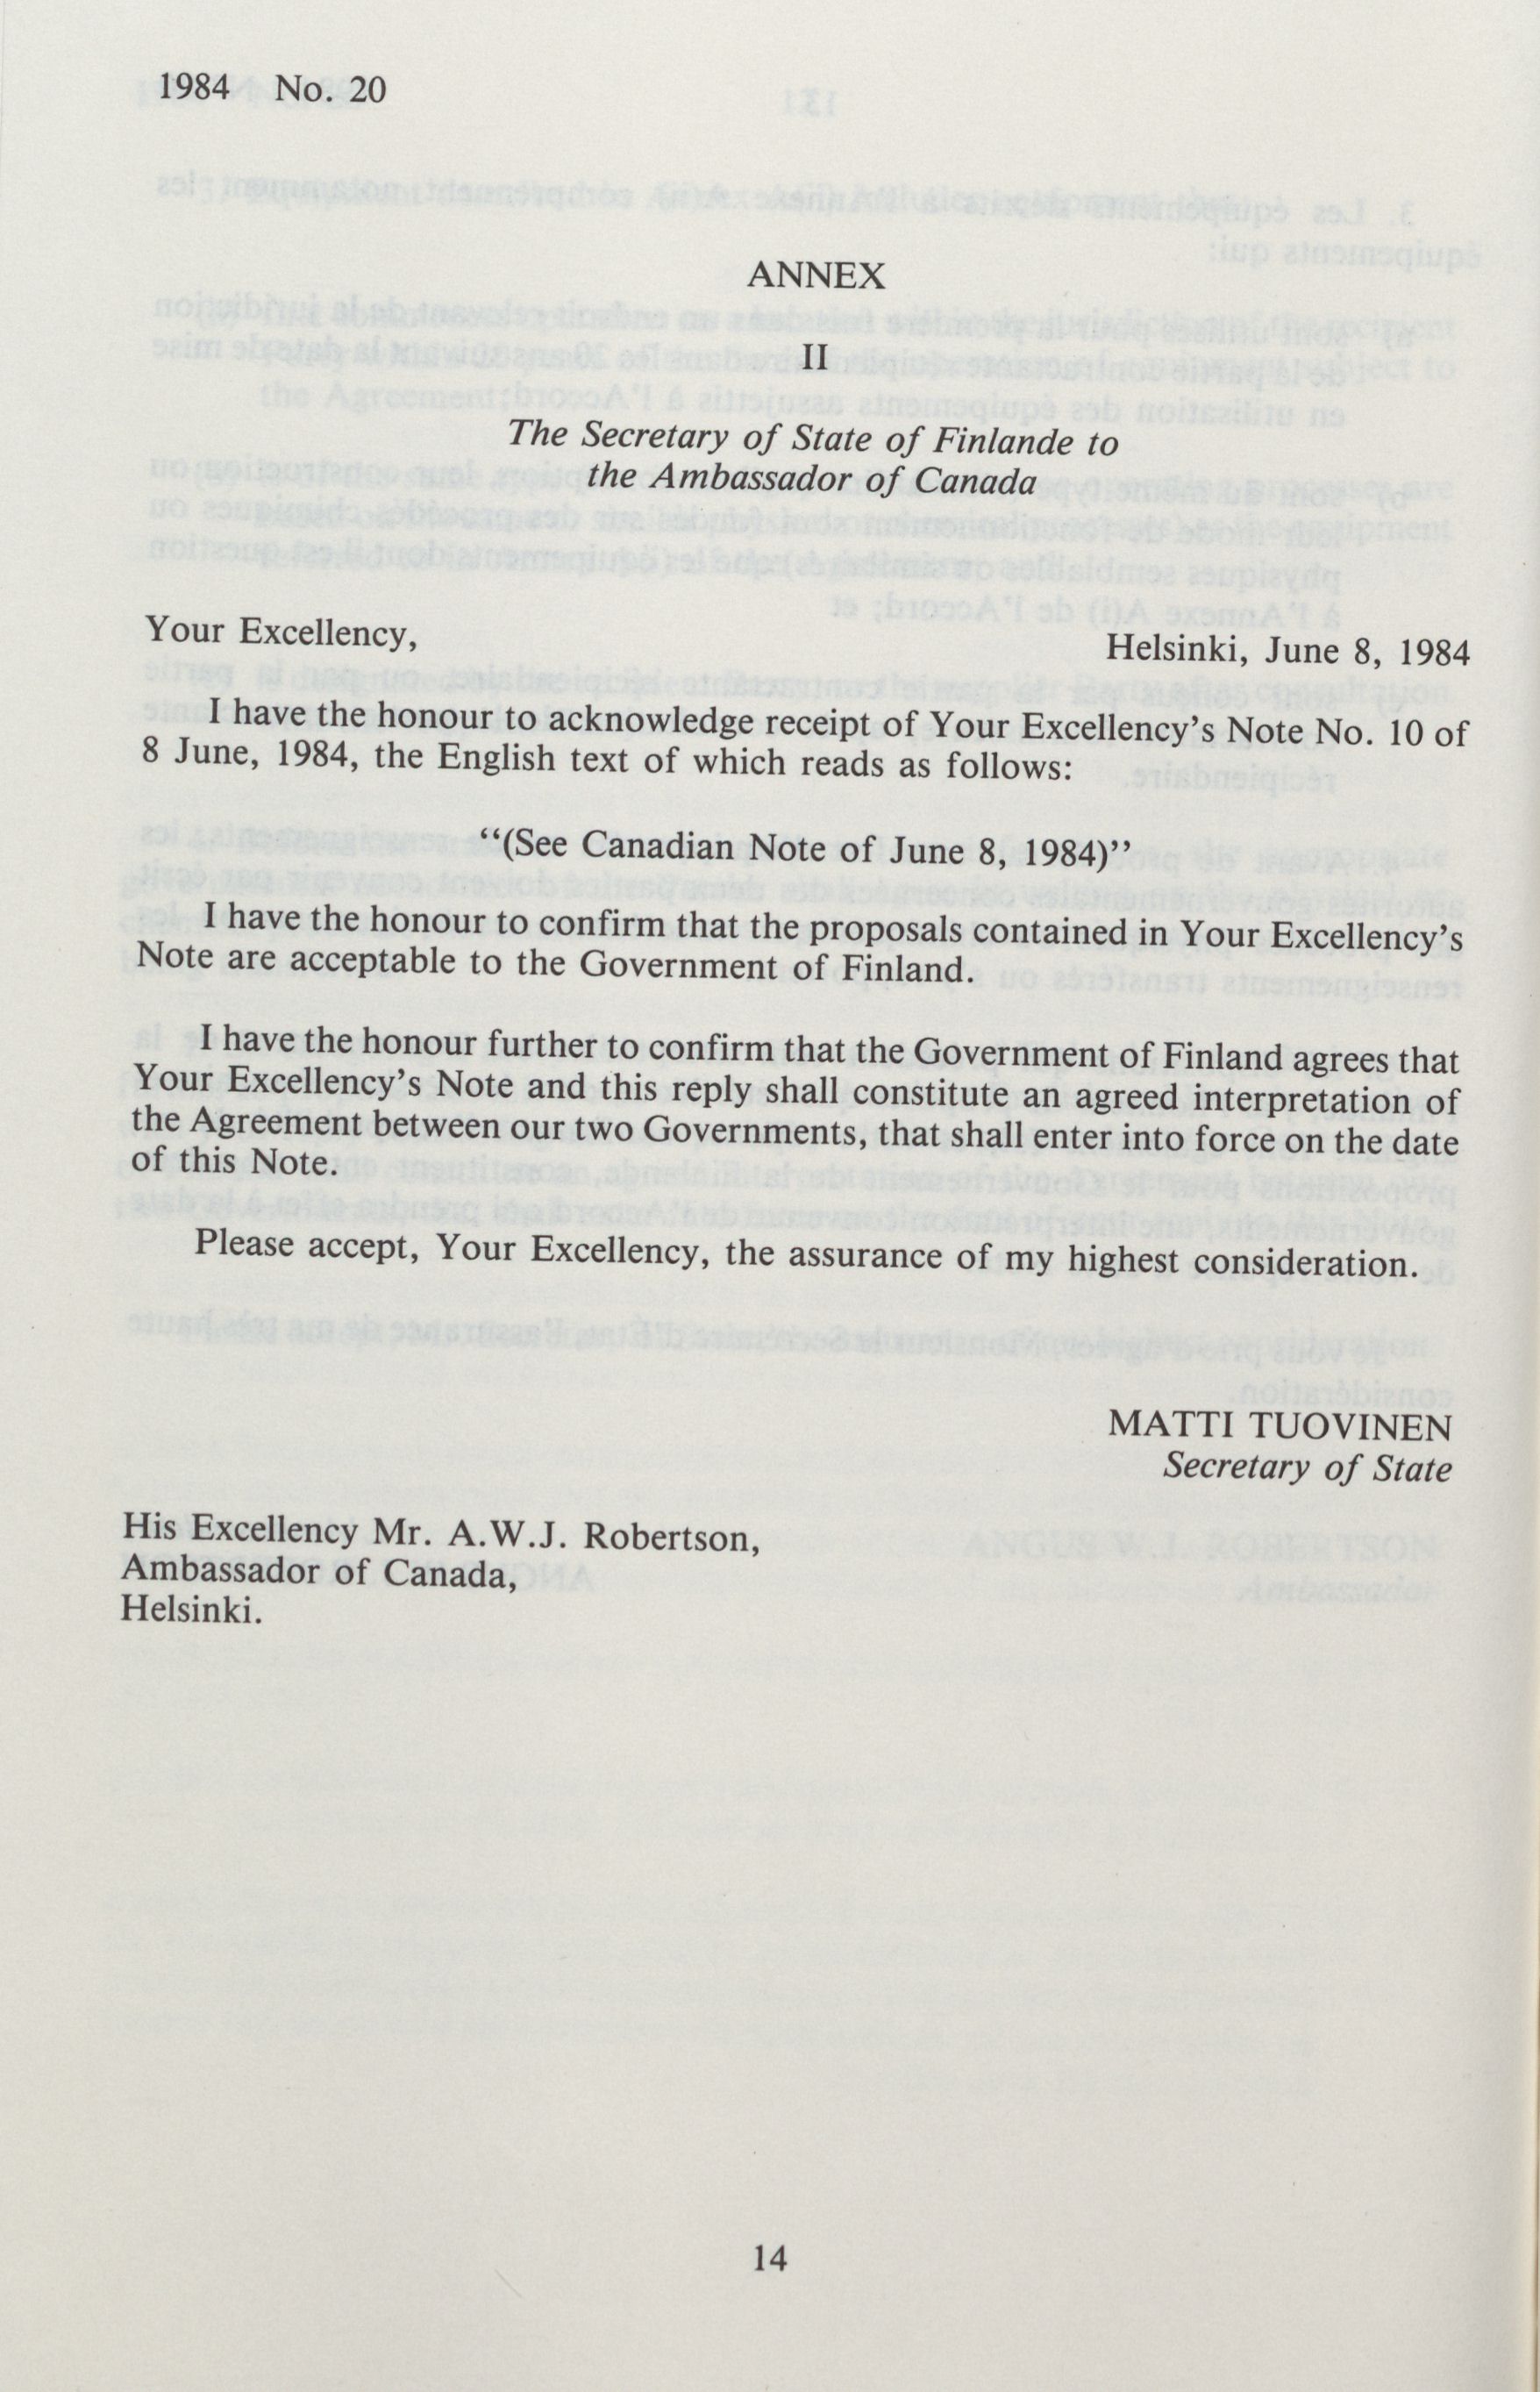 1984 No. 20
ANNEX
II
The Secretary of State of Finlande to
the Ambassador of Canada
Your Excellency,
Helsinki, June 8, 1984
I have the honour to acknowledge receipt of Your Excellency's Note No. 10 of
8 June, 1984, the English text of which reads as follows:
“(See Canadian Note of June 8, 1984)”
I have the honour to confirm that the proposals contained in Your Excellency's
Note are acceptable to the Government of Finland.
I have the honour further to confirm that the Government of Finland agrees that
Your Excellency's Note and this reply shall constitute an agreed interpretation of
the Agreement between our two Governments, that shall enter into force on the date
of this Note.
Please accept, Your Excellency, the assurance of my highest consideration.
MATTI TUOVINEN
Secretary of State
His Excellency Mr. A.W.J. Robertson,
Ambassador of Canada,
Helsinki.
14